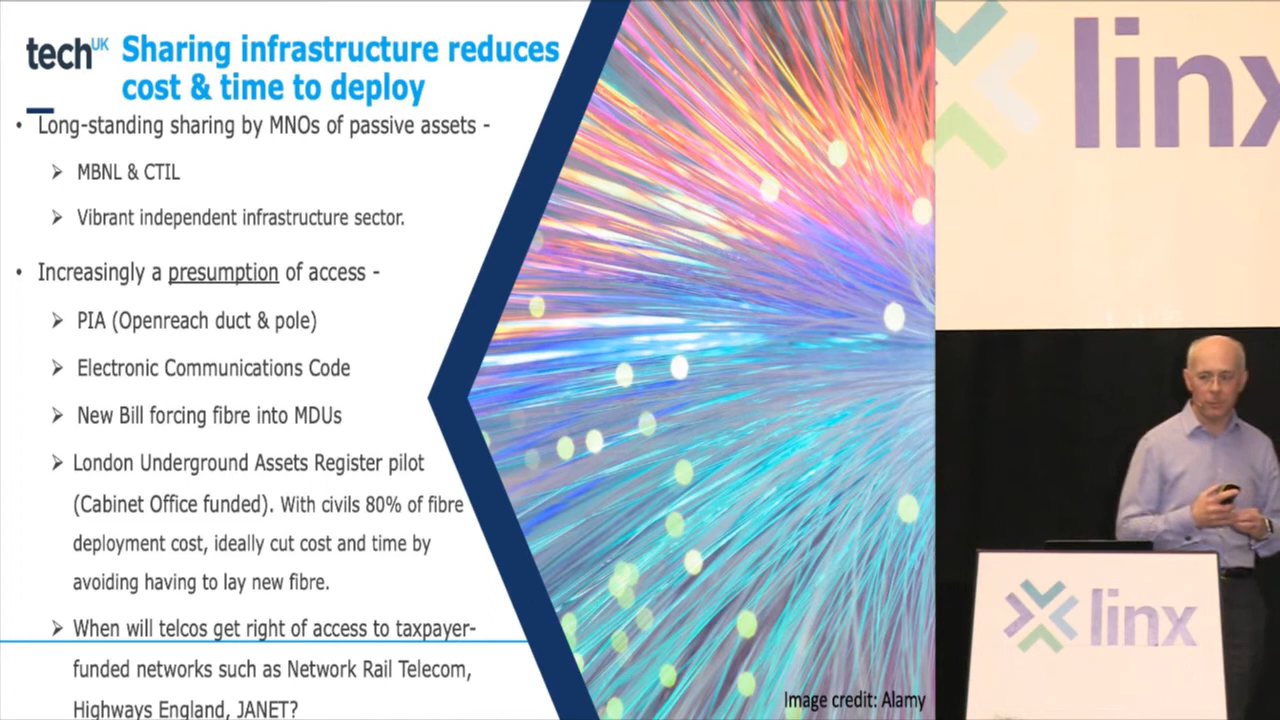 techUK Sharing infrastructure reduces
cost & time to deploy
• Long-standing sharing by MNOs of passive assets -
➢ MBNL & CTIL
➢ Vibrant independent infrastructure sector.
• Increasingly a presumption of access -
➢ PIA (Openreach duct & pole)
➢ Electronic Communications Code
➢ New Bill forcing fibre into MDUs
➢ London Underground Assets Register pilot
(Cabinet Office funded). With civils 80% of fibre
deployment cost, ideally cut cost and time by
avoiding having to lay new fibre.
➢ When will telcos get right of access to taxpayer-
funded networks such as Network Rail Telecom,
Highways England, JANET?
Image credit: Alamy
linx
linx